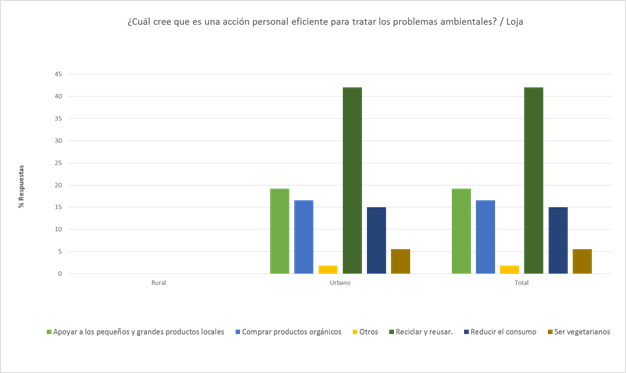 ¿Cuál cree que es una acción personal eficiente para tratar los problemas ambientales? / Loja
45
40
35
30
25
20
15
10
5
0
% Respuestas
Rural
Urbano
Total
Apoyar a los pequeños y grandes productos locales
Comprar productos orgánicos
Otros
Reciclar y reusar.
Reducir el consumo
Ser vegetarianos